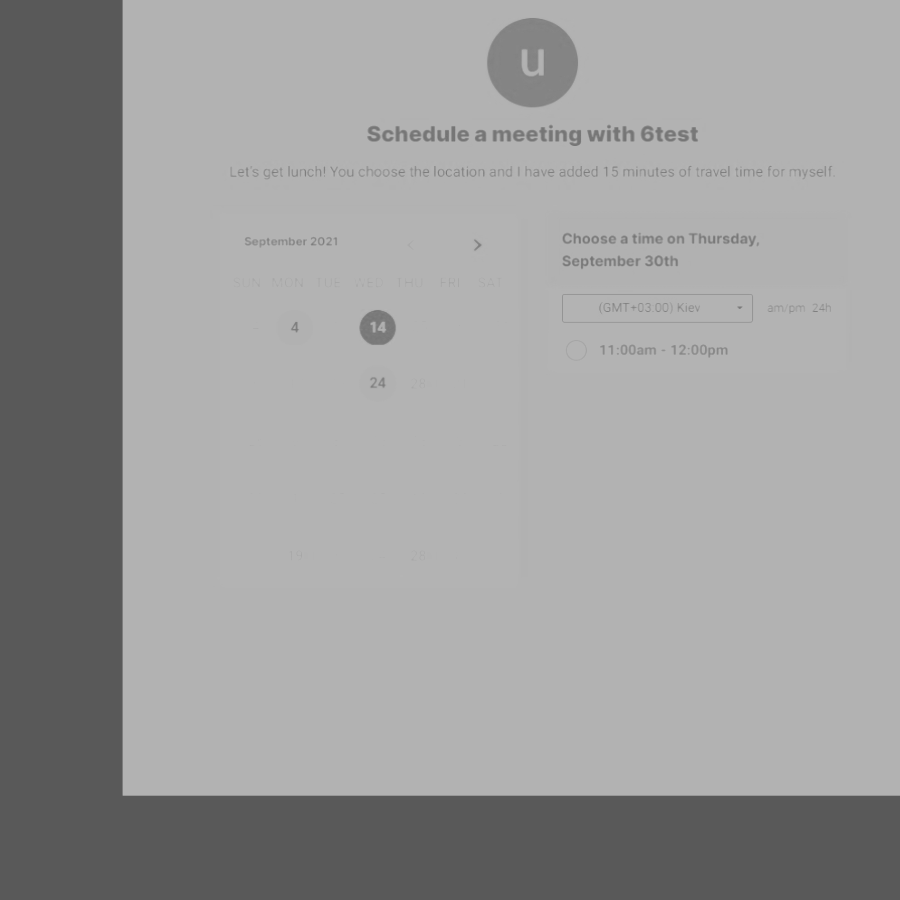 u
Schedule a meeting with 6test
Let's get lunch! You choose the location and I have added 15 minutes of travel time for myself.
September 2021
SUN MON TUE WED THU FRI SAT
4 14
24 28
19 28
Choose a time on Thursday,
September 30th
(GMT+03:00) Kiev am/pm 24h
11:00am - 12:00pm